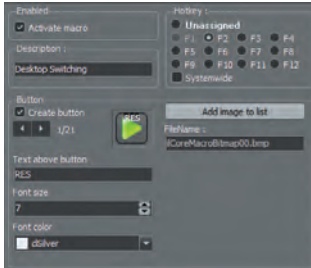 Enabled
Activate macro
Description :
Desktop Switching
Hotkey :
Unassigned
F1 F2 F3 F4
F5 F6 F7 F8
F9 F10 F11 F12
Systemwide
Button
Create button
1/21
RES
Add image to list
FileName :
ICoreMacroBitmap00.bmp
Text above button
RES
Font size
7
Font color
dSilver